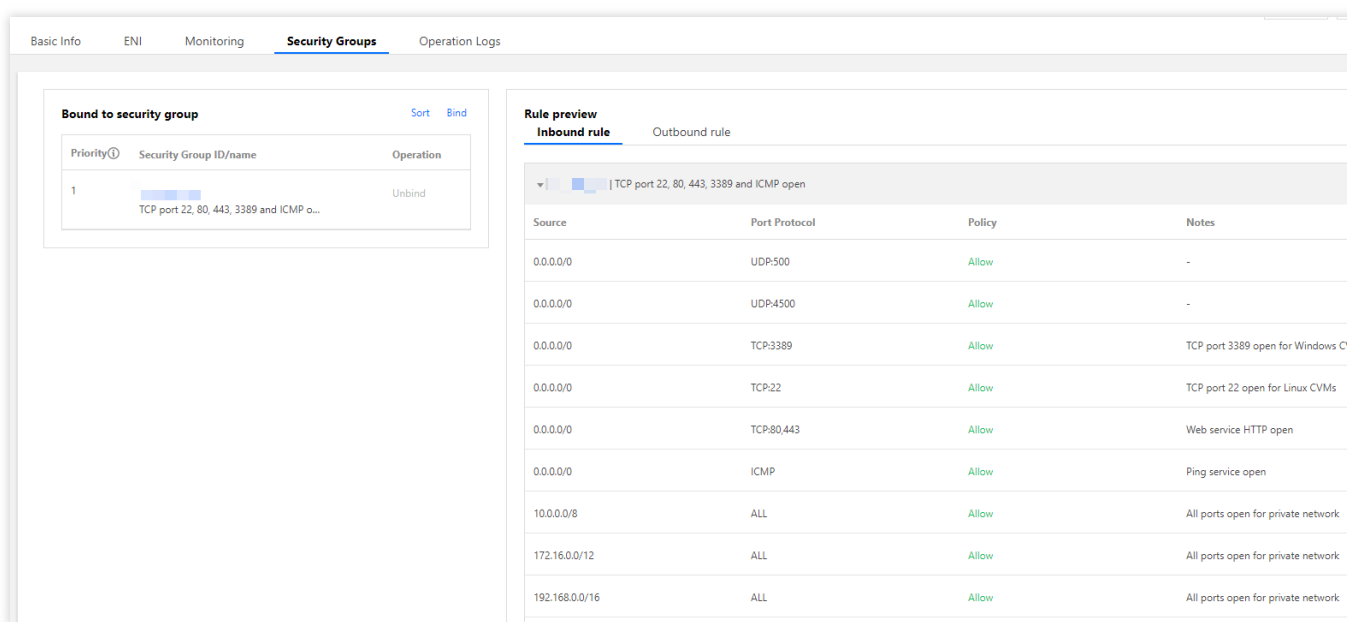 Basic Info ENI Monitoring Security Groups Operation Logs
Bound to security group Sort Bind
Priority Security Group ID/name Operation
1 Unbind
TCP port 22, 80, 443, 3389 and ICMP o...
Rule preview
Inbound rule Outbound rule
| TCP port 22, 80, 443, 3389 and ICMP open
Source Port Protocol Policy Notes
0.0.0.0/0 UDP:500 Allow -
0.0.0.0/0 UDP:4500 Allow -
0.0.0.0/0 TCP:3389 Allow TCP port 3389 open for Windows
0.0.0.0/0 TCP:22 Allow TCP port 22 open for Linux CVMs
0.0.0.0/0 TCP:80,443 Allow Web service HTTP open
0.0.0.0/0 ICMP Allow Ping service open
10.0.0.0/8 ALL Allow All ports open for private network
172.16.0.0/12 ALL Allow All ports open for private network
192.168.0.0/16 ALL Allow All ports open for private network